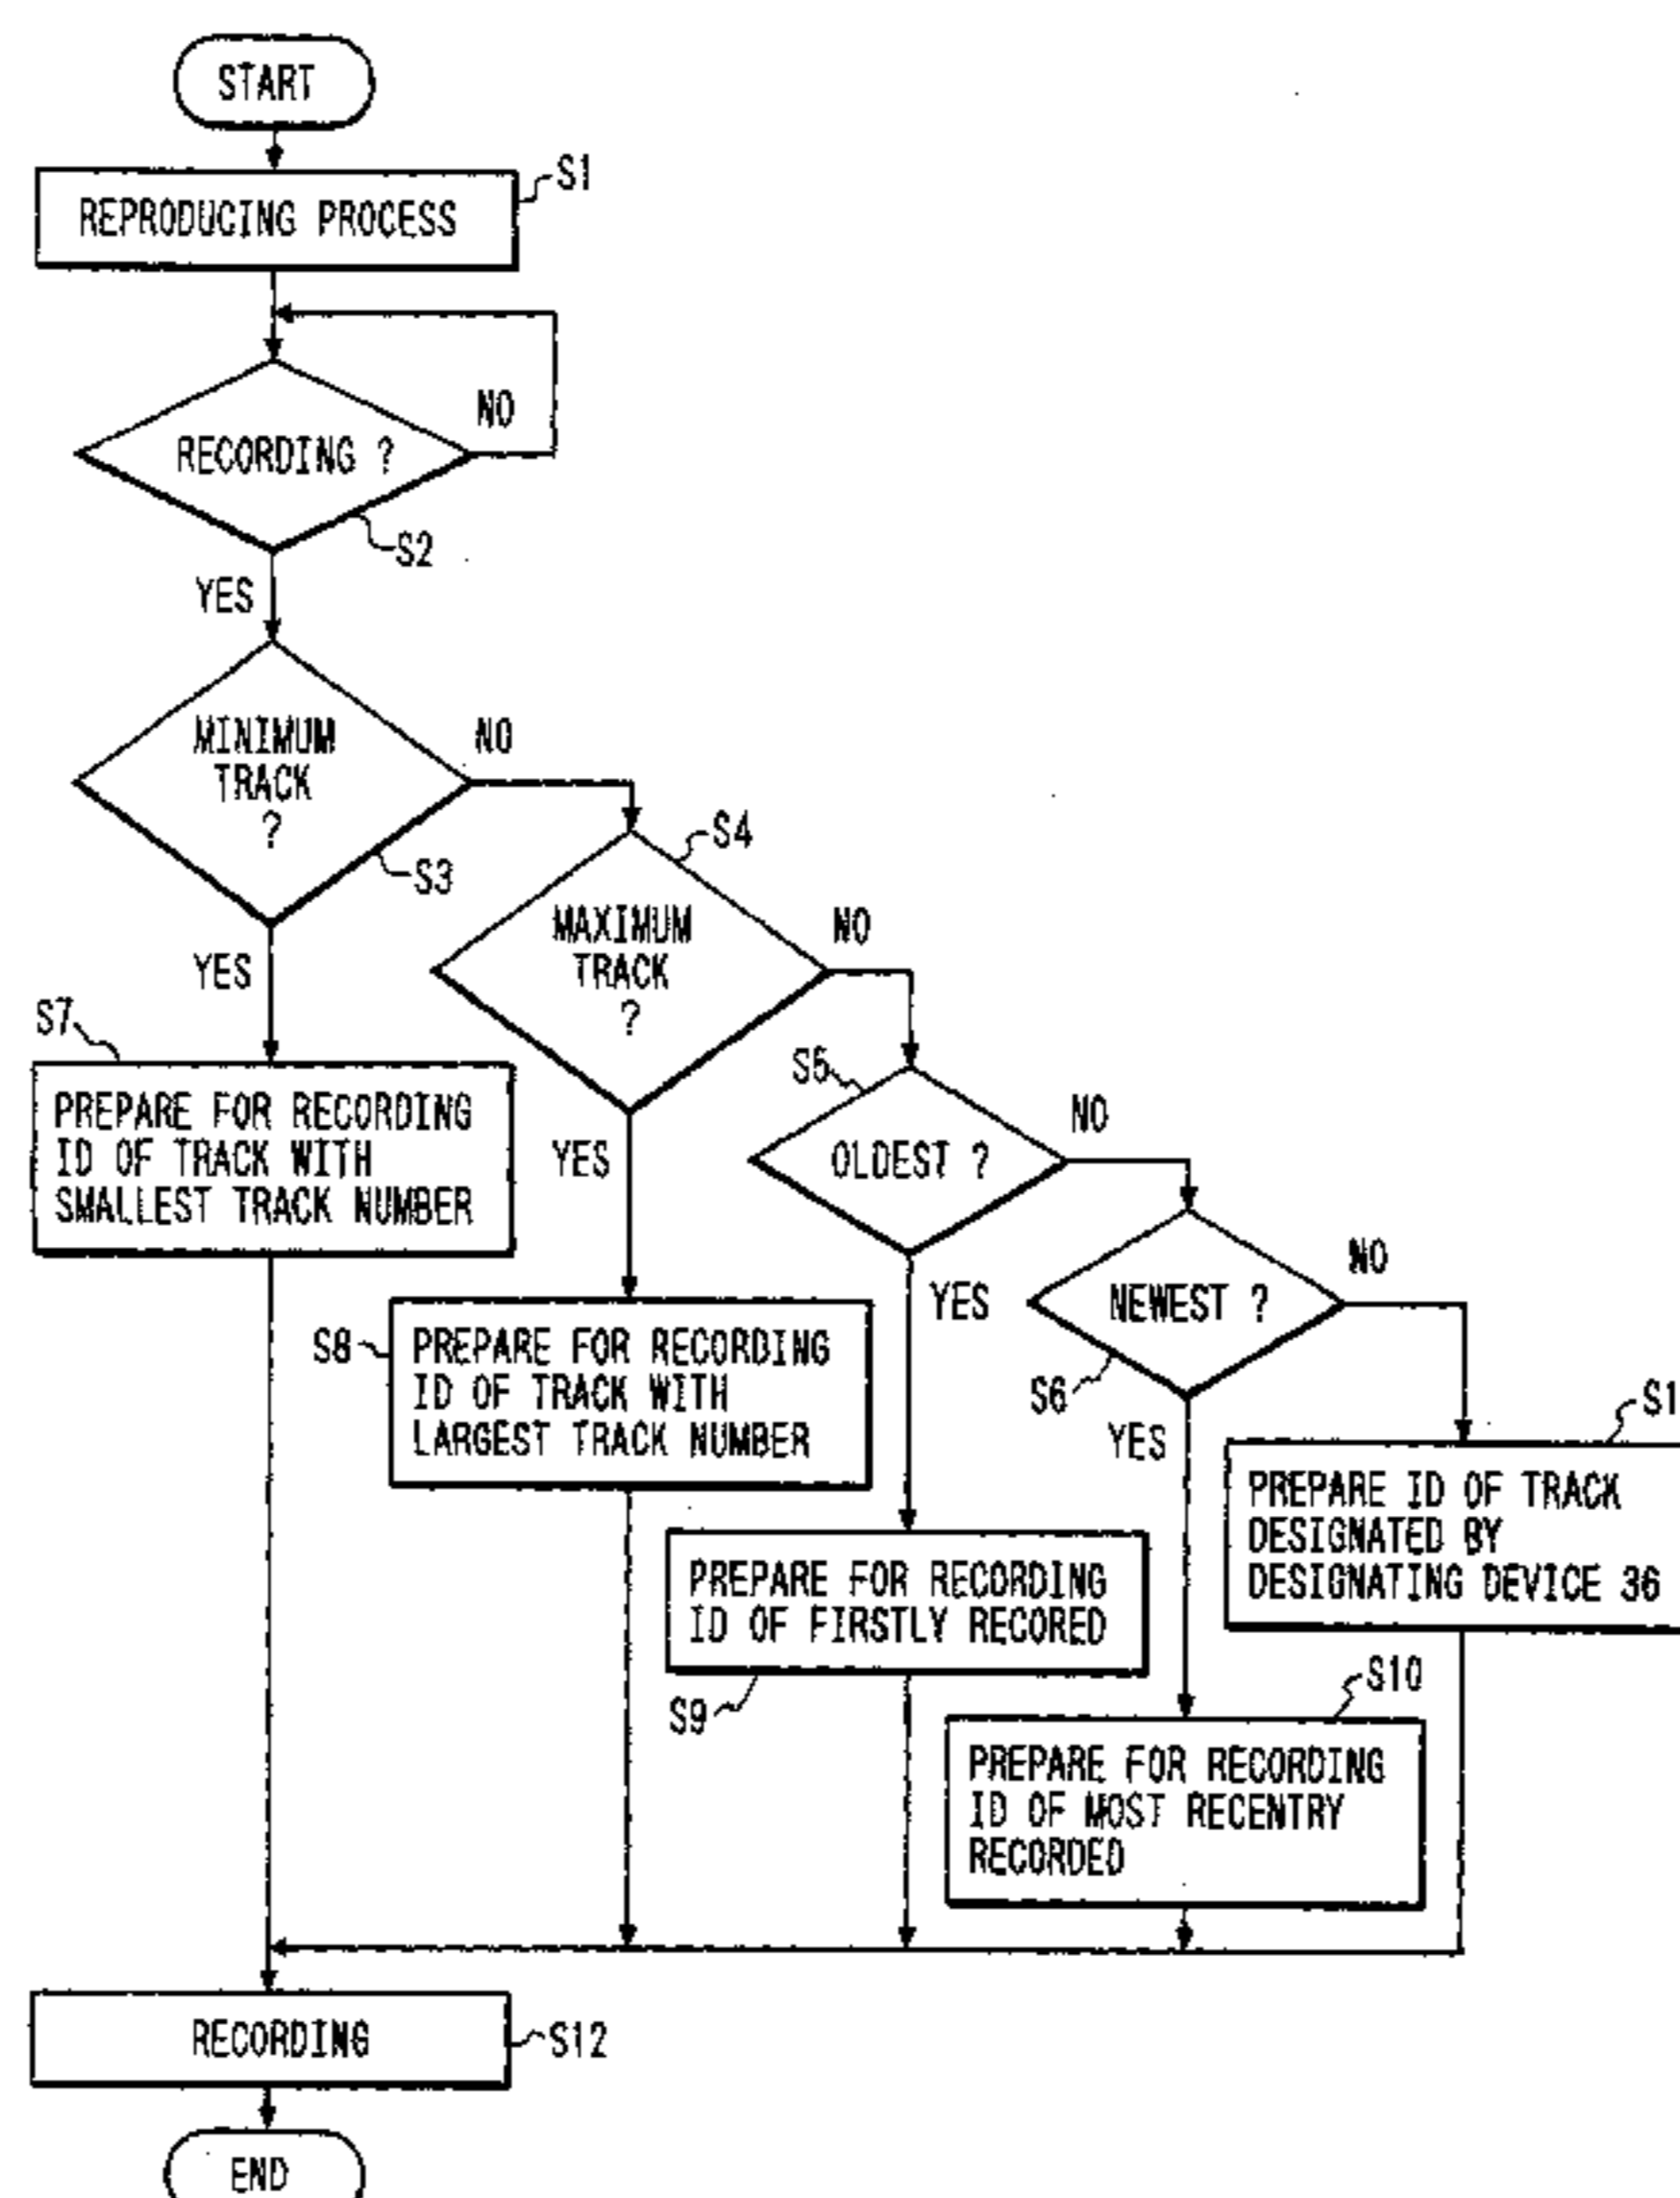 START
REPRODUCING PROCESS
S1
NO
RECORDING ?
S2
YES
MINIMUM
TRACK
?
NO
S3
S4
MAXIMUM
TRACK
?
NO
YES
S7
PREPARE FOR RECORDING
ID OF TRACK WITH
SMALLEST TRACK NUMBER
YES
S5
OLDEST ?
NO
S8
PREPARE FOR RECORDING
ID OF TRACK WITH
LARGEST TRACK NUMBER
YES
NEWEST ?
NO
S6
YES
S1
PREPARE ID OF TRACK
DESIGNATED BY
DESIGNATING DEVICE 36
PREPARE FOR RECORDING
ID OF FIRSTLY RECORED
S9
S10
PREPARE FOR RECORDING
ID OF MOST RECENTRY
RECORDED
RECORDING
S12
END